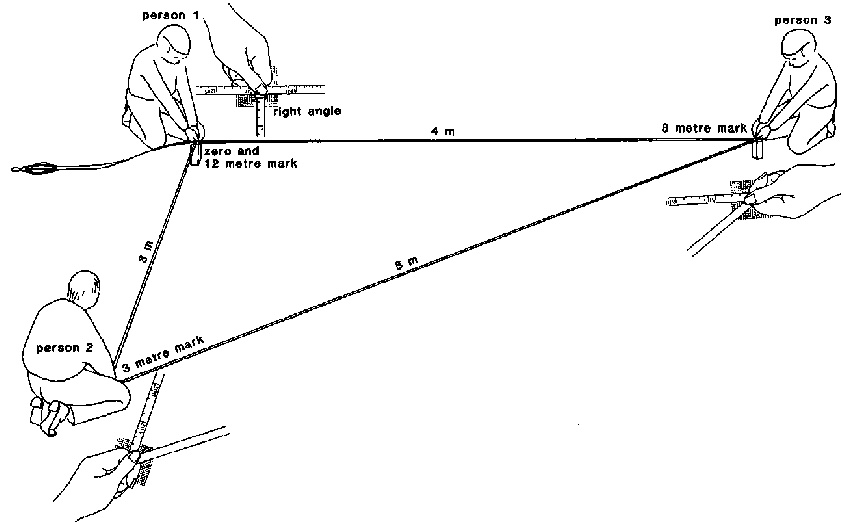 person 1
person 3
right angle
4 m
8 metre mark
zero and
12 metre mark
3 m
5 m
person 2
3 metre mark